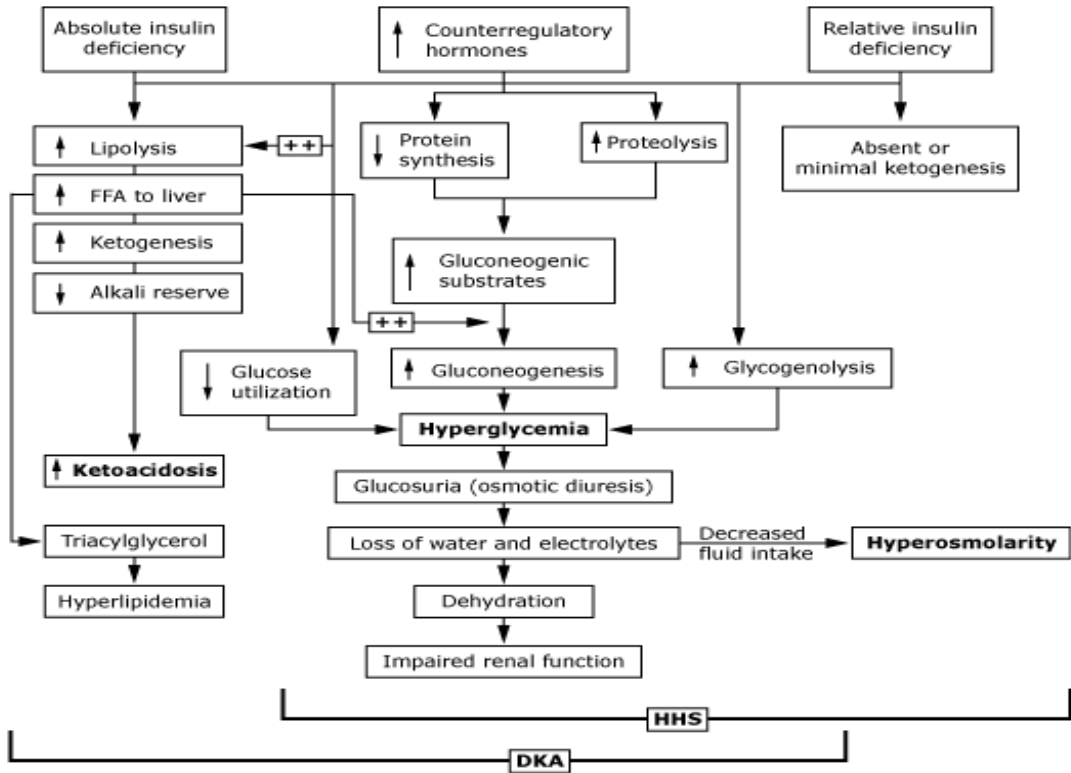 Absolute insulin
deficiency
Counterregulatory
hormones
Relative insulin
deficiency
Lipolysis
++
Protein
synthesis
Proteolysis
Absent or
minimal ketogenesis
FFA to liver
Ketogenesis
Alkali reserve
Gluconeogenic
substrates
++
Glucose
utilization
Gluconeogenesis
Glycogenolysis
Hyperglycemia
Ketoacidosis
Glucosuria (osmotic diuresis)
Triacylglycerol
Loss of water and electrolytes
Decreased
fluid intake
Hyperosmolarity
Hyperlipidemia
Dehydration
Impaired renal function
HHS
DKA